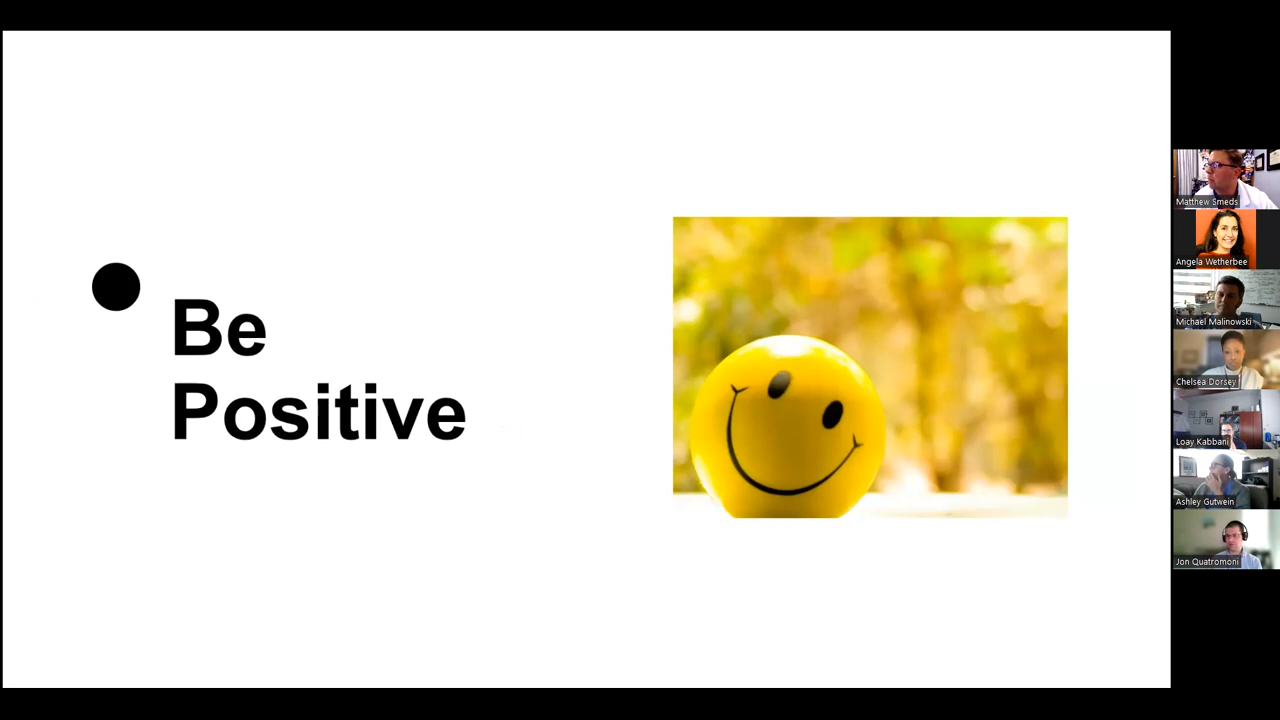 Be
Positive
Matthew Smeds
Angela Wetherbee
Michael Malinowski
Chelsea Dorsey
Loay Kabbani
Ashley Gutwein
Jon Quatromoni